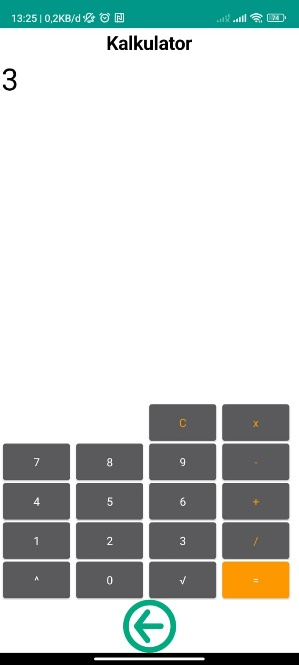 13:25 | 0,2KB/d
Kalkulator
3
C x
7 8 9 -
4 5 6 +
1 2 3 /
^ 0 √ =